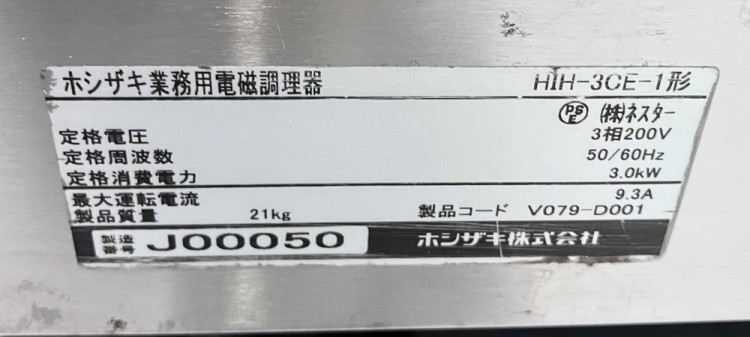 ホシザキ業務用電磁調理器 HIH-3CE-1形
PSE (株)ネスター
定格電圧 3相200V
定格周波数 50/60Hz
定格消費電力 3.0kW
最大運転電流 9.3A
製品質量 21kg 製品コード V079-D001
製造番号 J00050 ホシザキ株式会社